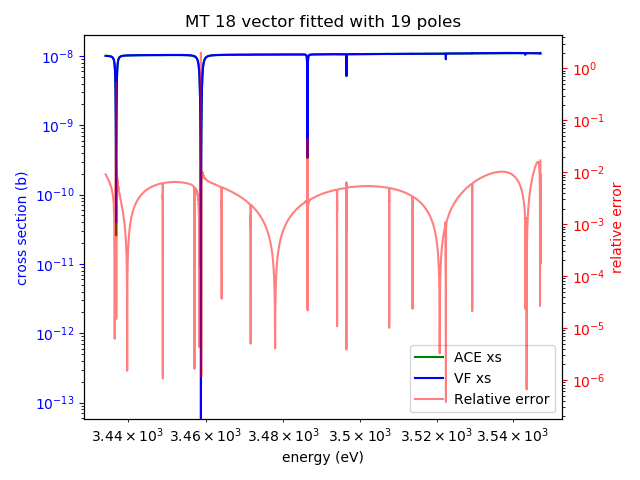 MT 18 vector fitted with 19 poles
cross section (b)
10⁻⁸
10⁻⁹
10⁻¹⁰
10⁻¹¹
10⁻¹²
10⁻¹³
10⁰
10⁻¹
10⁻²
10⁻³
10⁻⁴
10⁻⁵
10⁻⁶
relative error
ACE xs
VF xs
Relative error
3.44 × 10³ 3.46 × 10³ 3.48 × 10³ 3.5 × 10³ 3.52 × 10³ 3.54 × 10³
energy (eV)